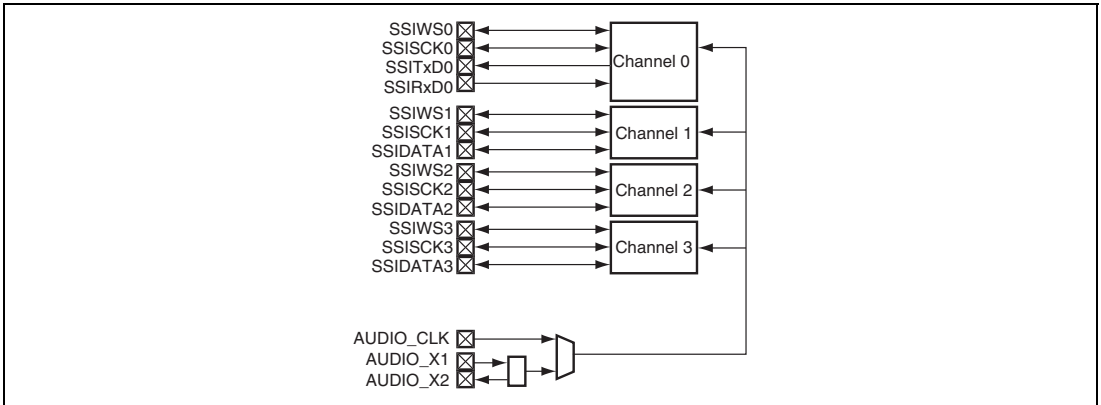 SSIWS0
SSISCK0
SSITxD0
SSIRxD0
Channel 0
SSIWS1
SSISCK1
SSIDATA1
Channel 1
SSIWS2
SSISCK2
SSIDATA2
Channel 2
SSIWS3
SSISCK3
SSIDATA3
Channel 3
AUDIO_CLK
AUDIO_X1
AUDIO_X2